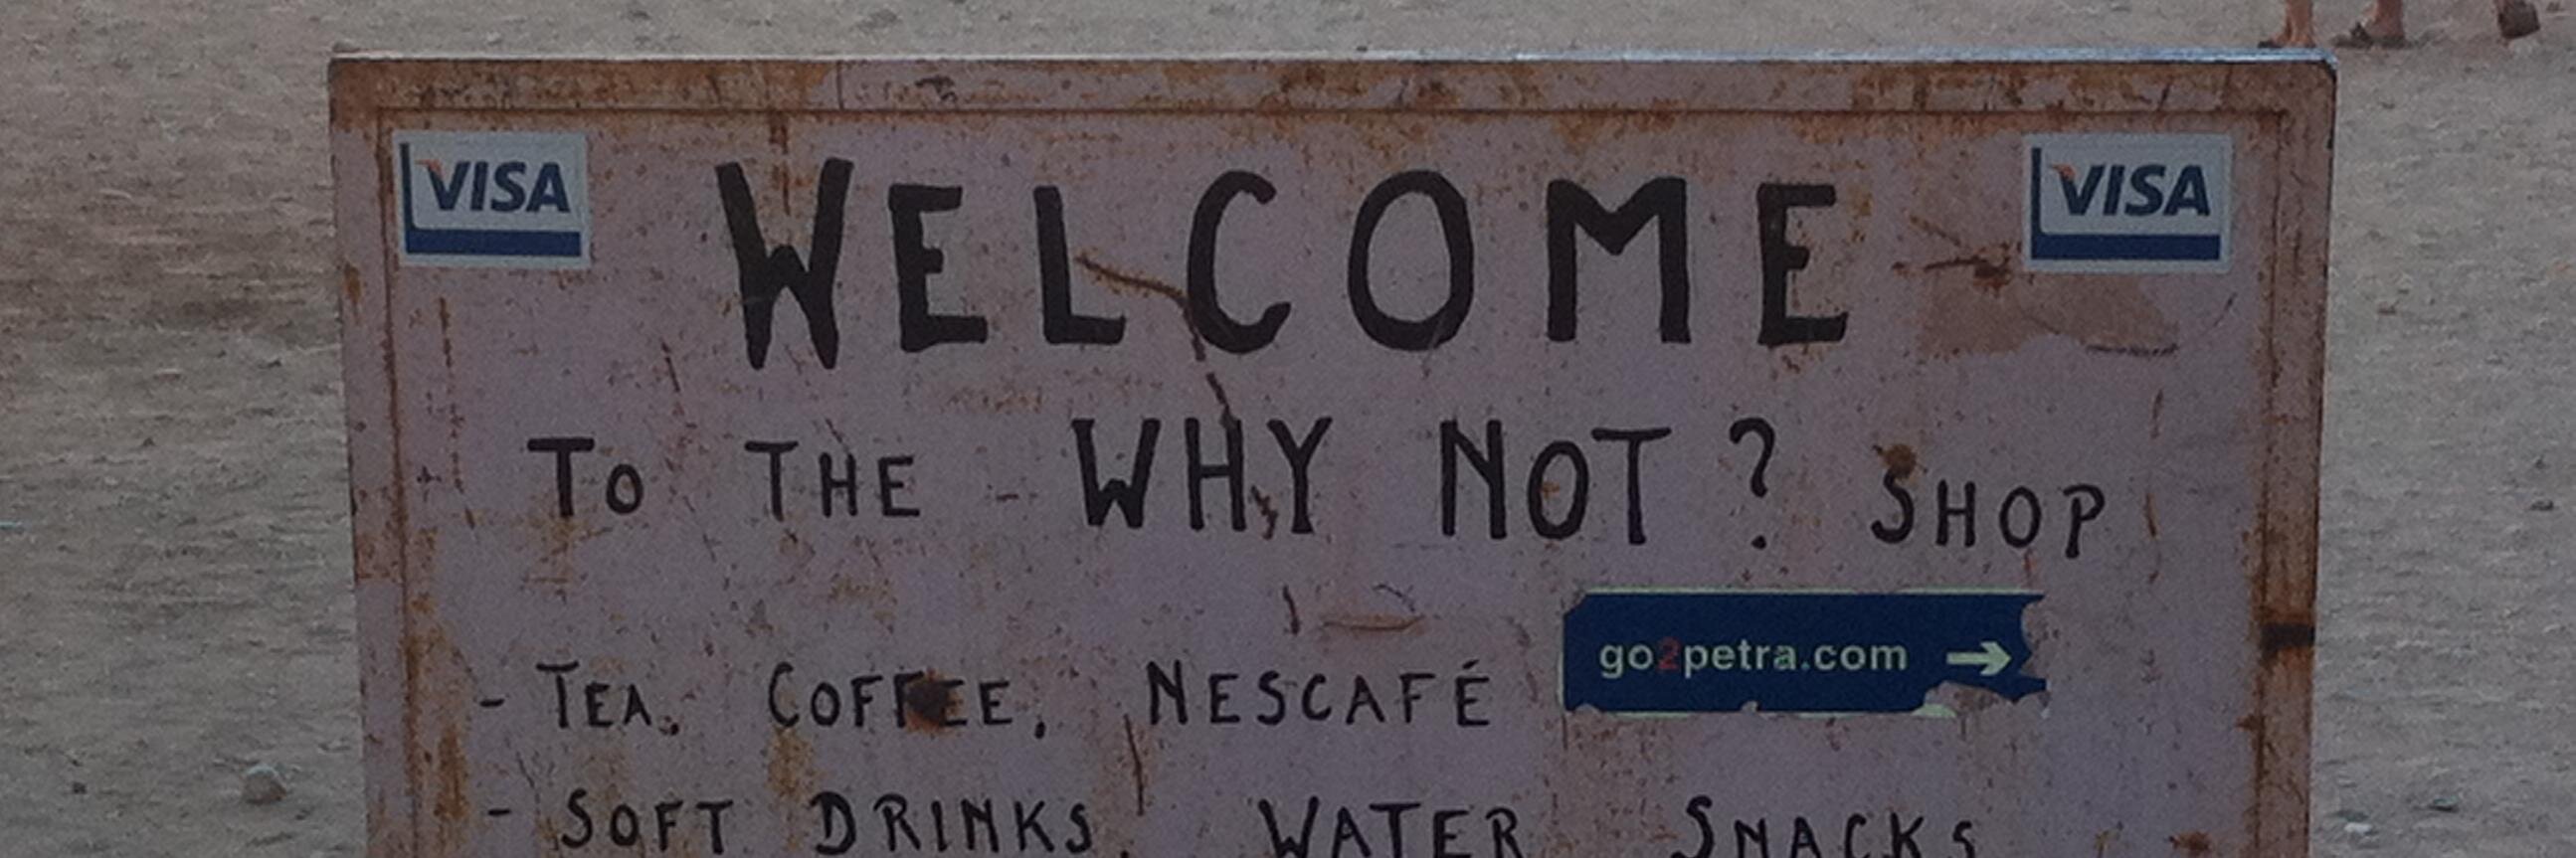 VISA
WELCOME
VISA
TO THE - WHY NOT ? SHOP
go2petra.com
- TEA, COFFEE, NESCAFÉ
- SOFT DRINKS, WATER SNACKS